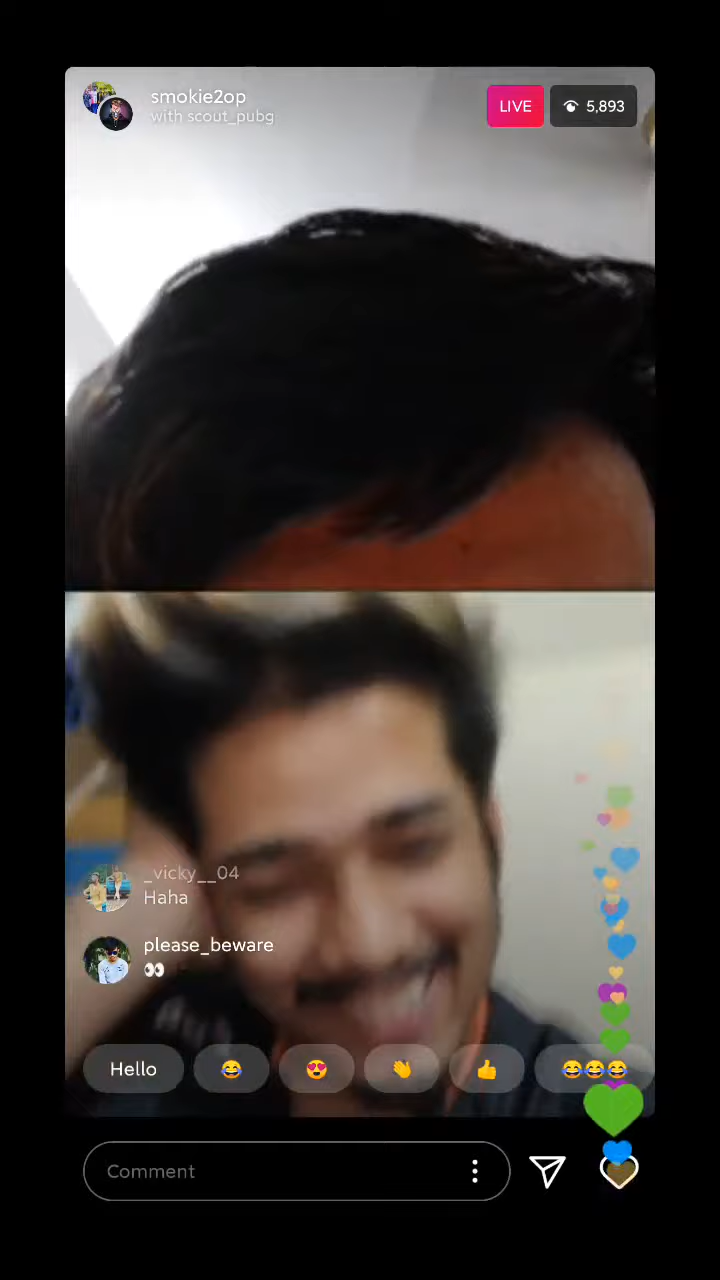 smokie2op
with scout_pubg
LIVE
5,893
_vicky__04
Haha
please_beware
👀
Hello
😂
😍
👏
👍
😂😂😂
Comment